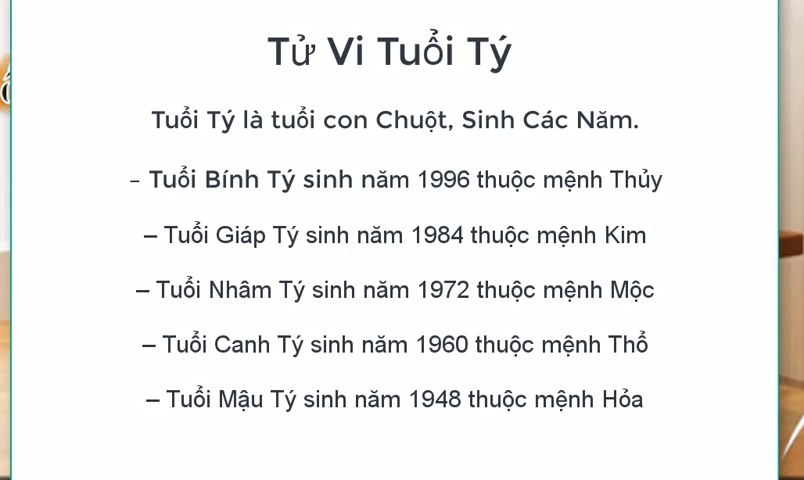 Tử Vi Tuổi Tý
Tuổi Tý là tuổi con Chuột, Sinh Các Năm.
– Tuổi Bính Tý sinh năm 1996 thuộc mệnh Thủy
– Tuổi Giáp Tý sinh năm 1984 thuộc mệnh Kim
– Tuổi Nhâm Tý sinh năm 1972 thuộc mệnh Mộc
– Tuổi Canh Tý sinh năm 1960 thuộc mệnh Thổ
– Tuổi Mậu Tý sinh năm 1948 thuộc mệnh Hỏa